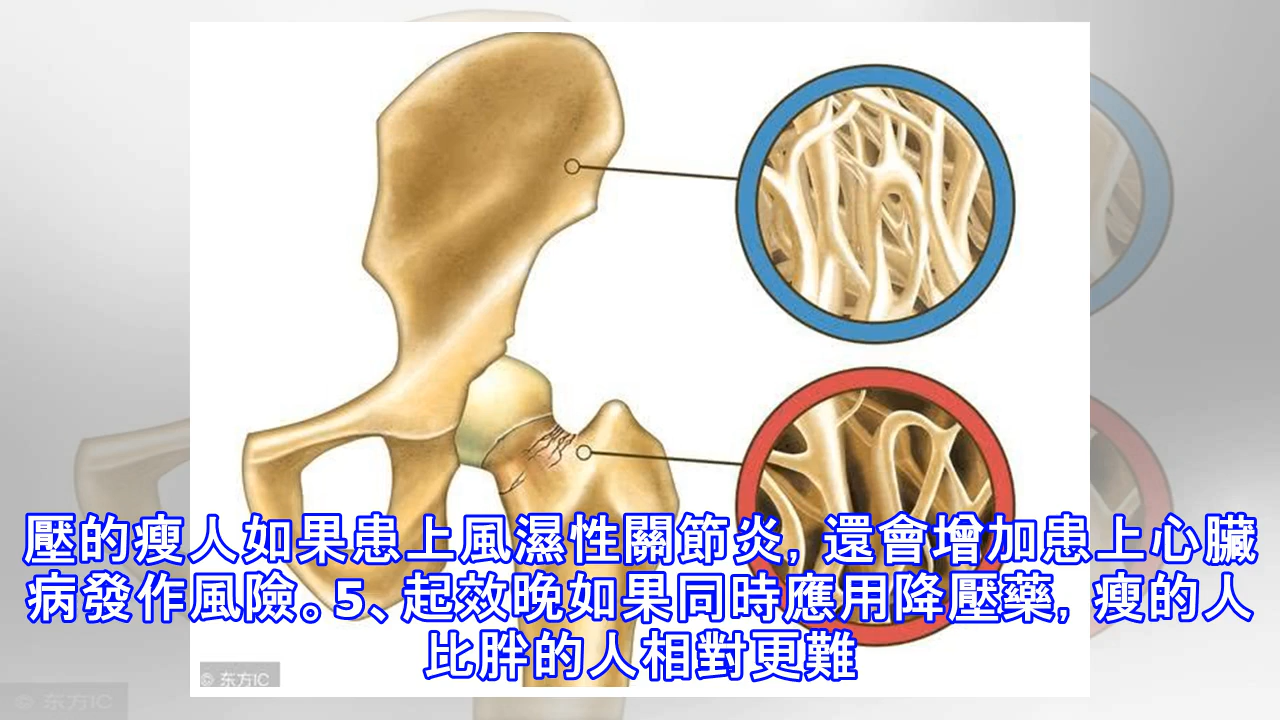 壓的瘦人如果患上風濕性關節炎, 還會增加患上心臟
病發作風險。5、起效晚如果同時應用降壓藥, 瘦的人
比胖的人相對更難
© 东方IC
© 东方IC